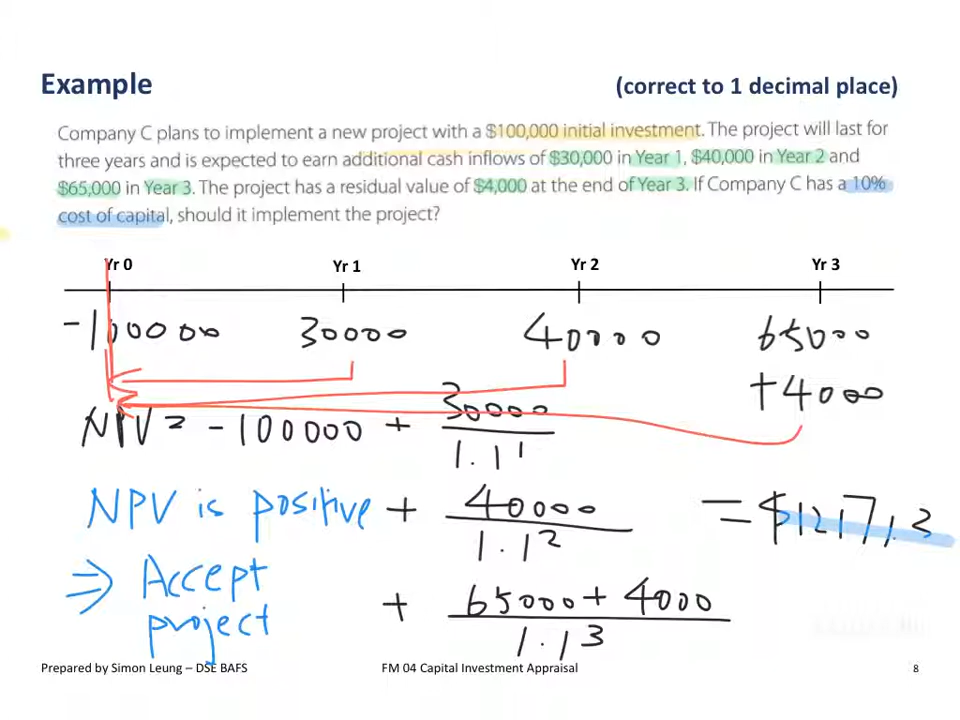 Example
(correct to 1 decimal place)
Company C plans to implement a new project with a $100,000 initial investment. The project will last for
three years and is expected to earn additional cash inflows of $30,000 in Year 1, $40,000 in Year 2 and
$65,000 in Year 3. The project has a residual value of $4,000 at the end of Year 3. If Company C has a 10%
cost of capital, should it implement the project?
Yr 0 Yr 1 Yr 2 Yr 3
-100000 30000 40000 65000
+4000
NPV = -100000 + 30000
1.1¹
NPV is positive + 40000 = $12171.3
1.1²
⇒ Accept
project
+ 65000 + 4000
1.1³
Prepared by Simon Leung – DSE BAFS
FM 04 Capital Investment Appraisal
8